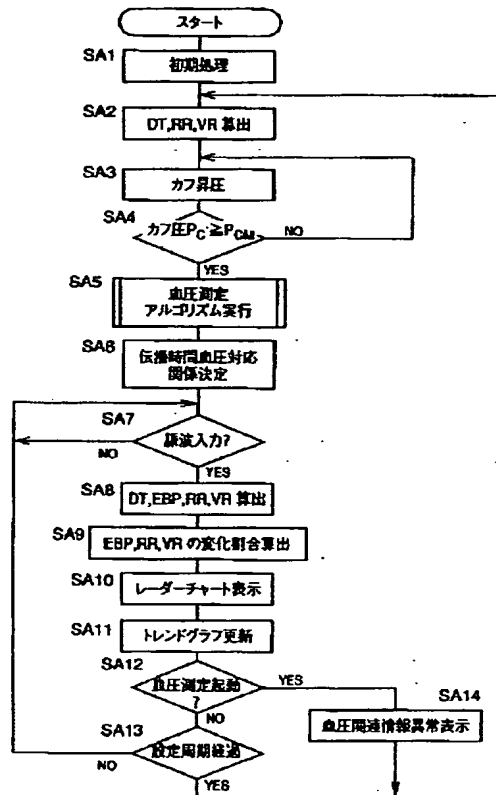 スタート
SA1
初期処理
SA2
DT,RR,VR 算出
SA3
カフ昇圧
SA4
カフ圧PC≧PCM
NO
YES
SA5
血圧測定
アルゴリズム実行
SA6
伝播時間血圧対応
関係決定
SA7
脈波入力?
NO
YES
SA8
DT,EBP,RR,VR 算出
SA9
EBP,RR,VR の変化割合算出
SA10
レーダーチャート表示
SA11
トレンドグラフ更新
SA12
血圧測定起動
?
YES
NO
SA14
血圧関連情報異常表示
SA13
設定周期経過
NO
YES